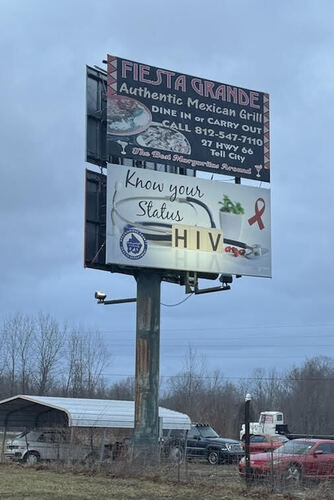 FIESTA GRANDE
Authentic Mexican Grill
DINE IN or CARRY OUT
CALL 812-547-7110
27 HWY 66
Tell City
The Best Margaritas Around
Know your
Status
HIV